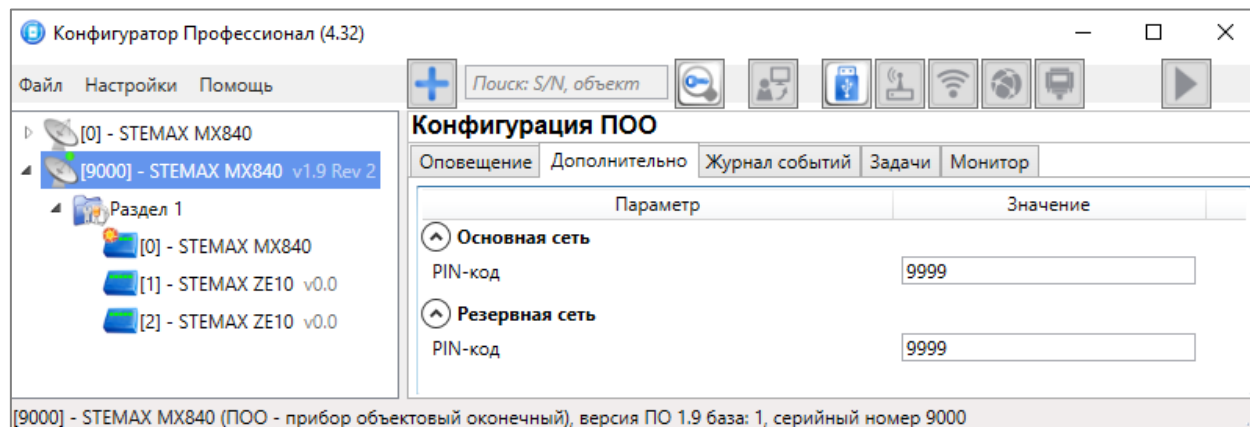 Конфигуратор Профессионал (4.32)
Файл Настройки Помощь
Поиск: S/N, объект
[0] - STEMAX MX840
[9000] - STEMAX MX840 v1.9 Rev 2
Раздел 1
[0] - STEMAX MX840
[1] - STEMAX ZE10 v0.0
[2] - STEMAX ZE10 v0.0
Конфигурация ПОО
Оповещение Дополнительно Журнал событий Задачи Монитор
Параметр Значение
Основная сеть
PIN-код 9999
Резервная сеть
PIN-код 9999
[9000] - STEMAX MX840 (ПОО - прибор объектовый оконечный), версия ПО 1.9 база: 1, серийный номер 9000